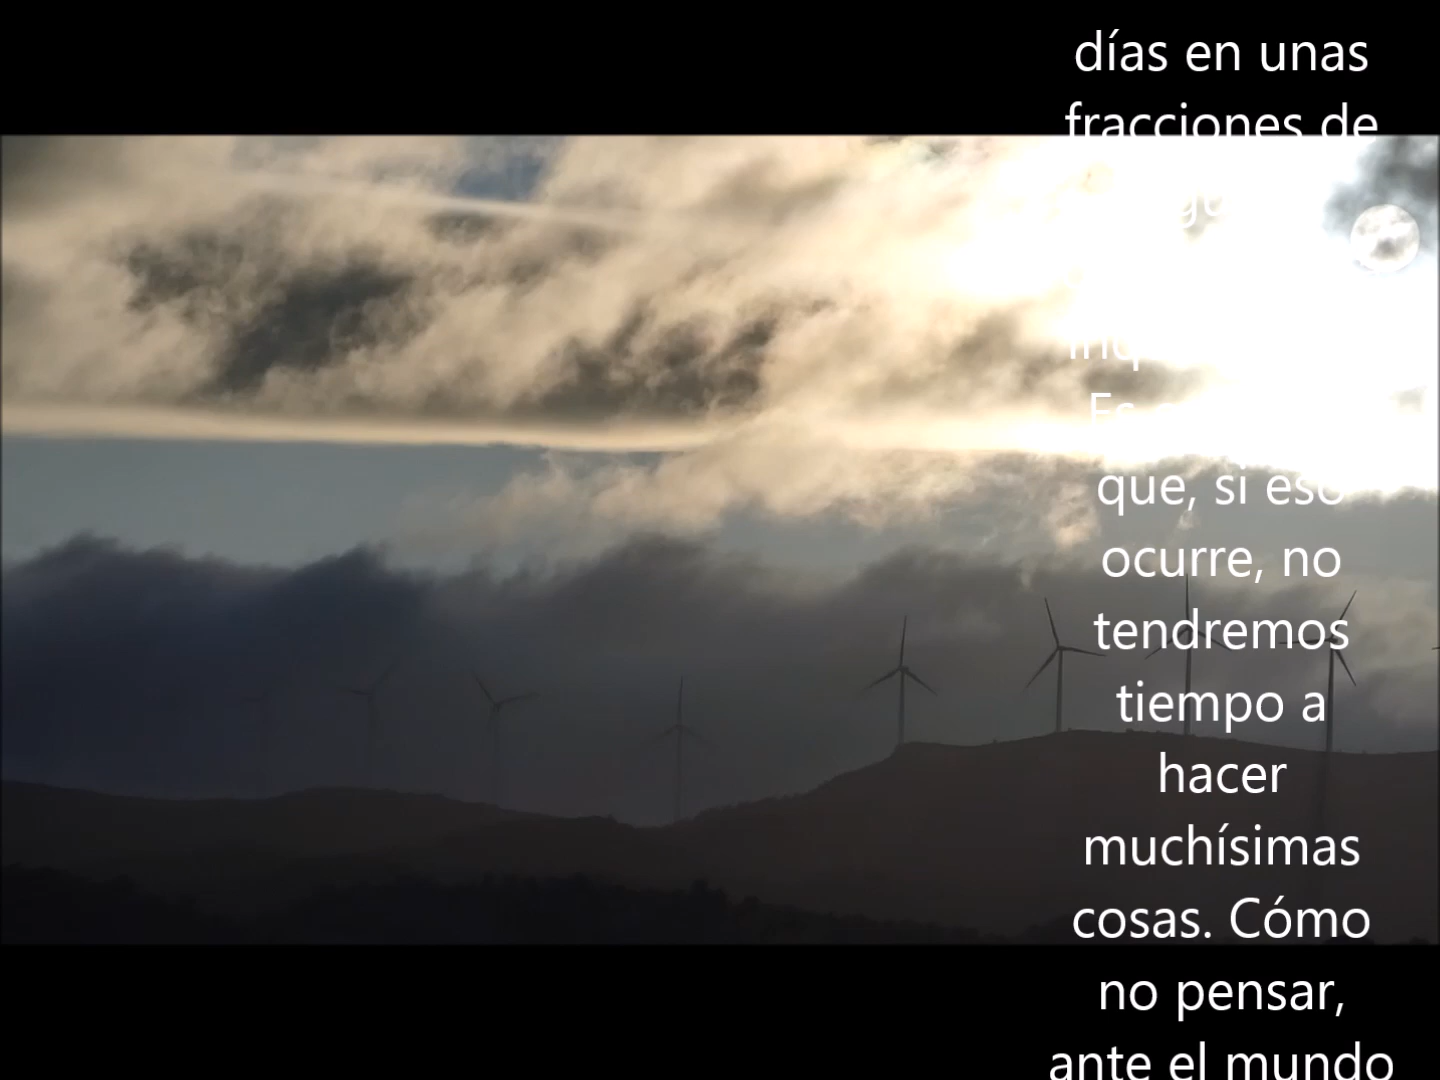 días en unas
fracciones de
que, si eso
ocurre, no
tendremos
tiempo a
hacer
muchísimas
cosas. Cómo
no pensar,
ante el mundo